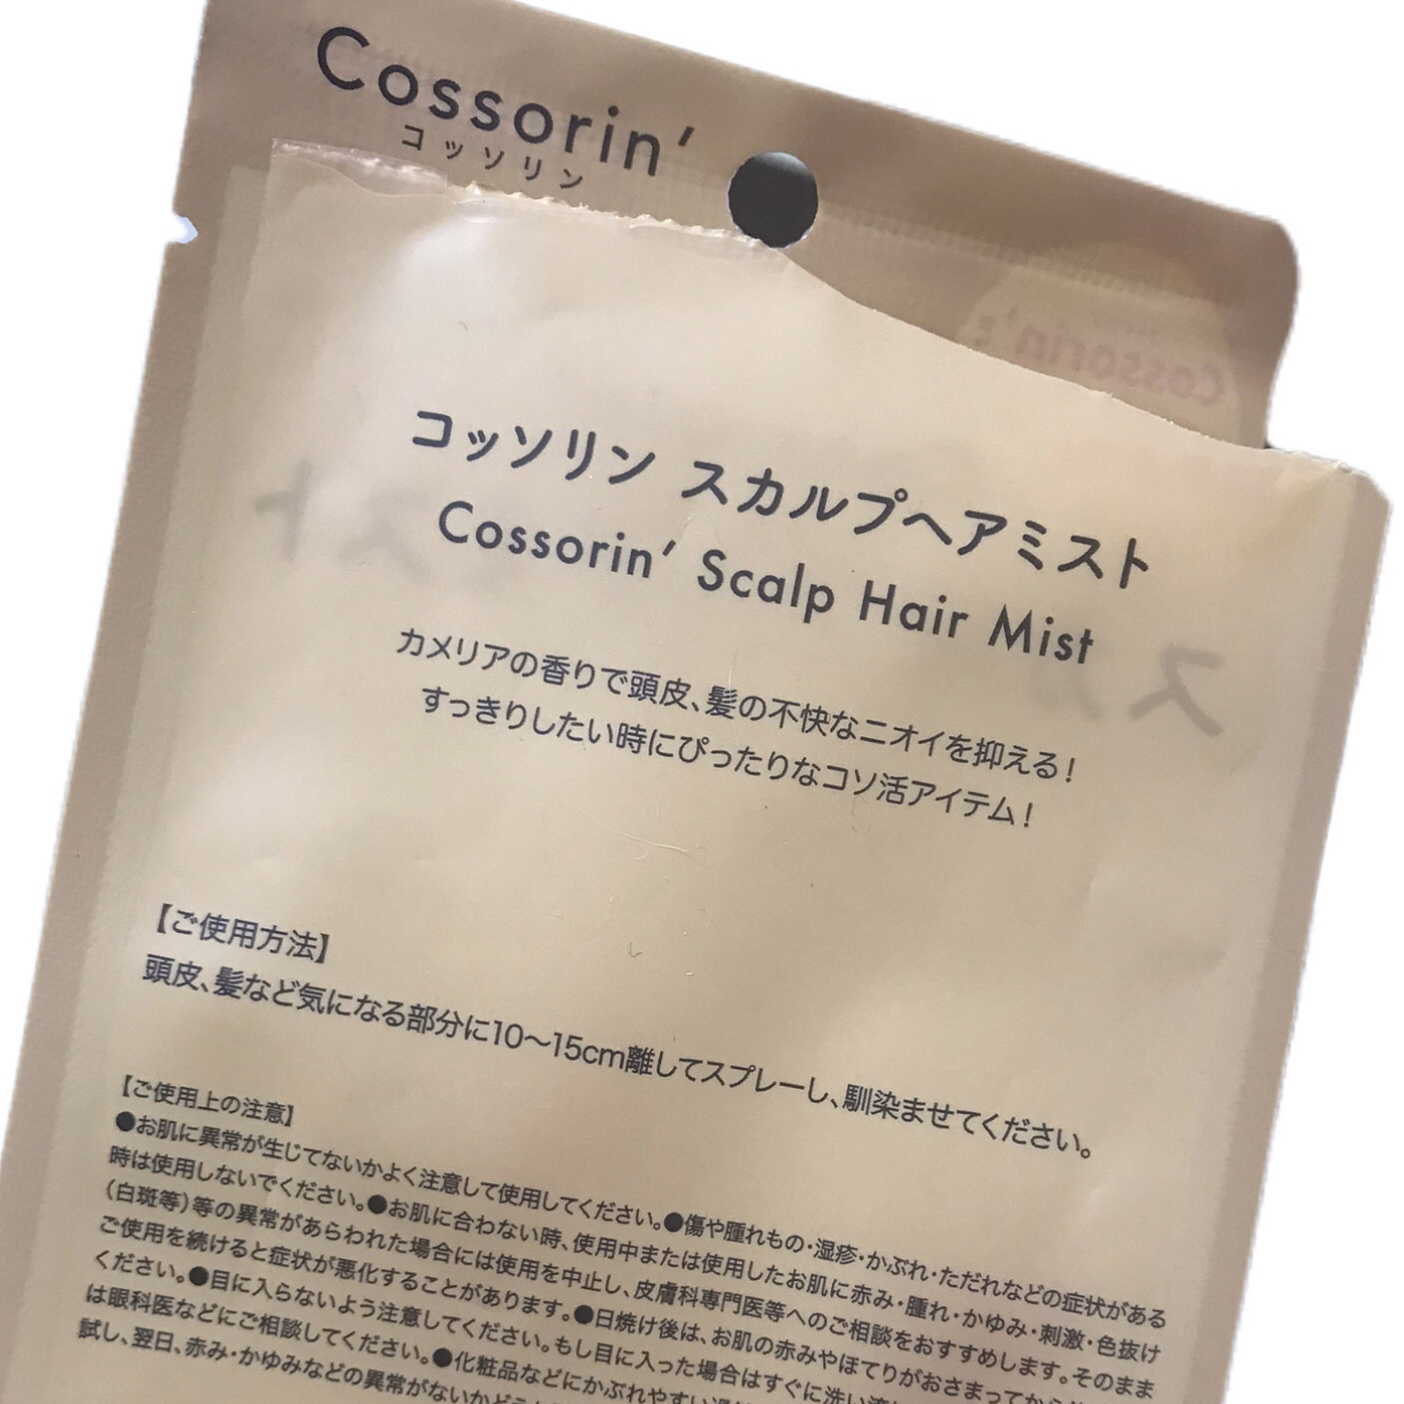 Cossorin’
コッソリン
Cossorin’
コッソリン スカルプヘアミスト
Cossorin’ Scalp Hair Mist
カメリアの香りで頭皮、髪の不快なニオイを抑える！
すっきりしたい時にぴったりなコソ活アイテム！
【ご使用方法】
頭皮、髪など気になる部分に10〜15cm離してスプレーし、馴染ませてください。
【ご使用上の注意】
●お肌に異常が生じてないかよく注意して使用してください。●傷や腫れもの・湿疹・かぶれ・ただれなどの症状がある
時は使用しないでください。●お肌に合わない時、使用中または使用したお肌に赤み・腫れ・かゆみ・刺激・色抜け
（白斑等）等の異常があらわれた場合には使用を中止し、皮膚科専門医等へのご相談をおすすめします。そのまま
ご使用を続けると症状が悪化することがあります。●日焼け後は、お肌の赤みやほてりがおさまってから
ください。●目に入らないよう注意してください。もし目に入った場合はすぐに洗い
は眼科医などにご相談してください。●化粧品などにかぶれやすい
試し、翌日、赤み・かゆみなどの異常がないか